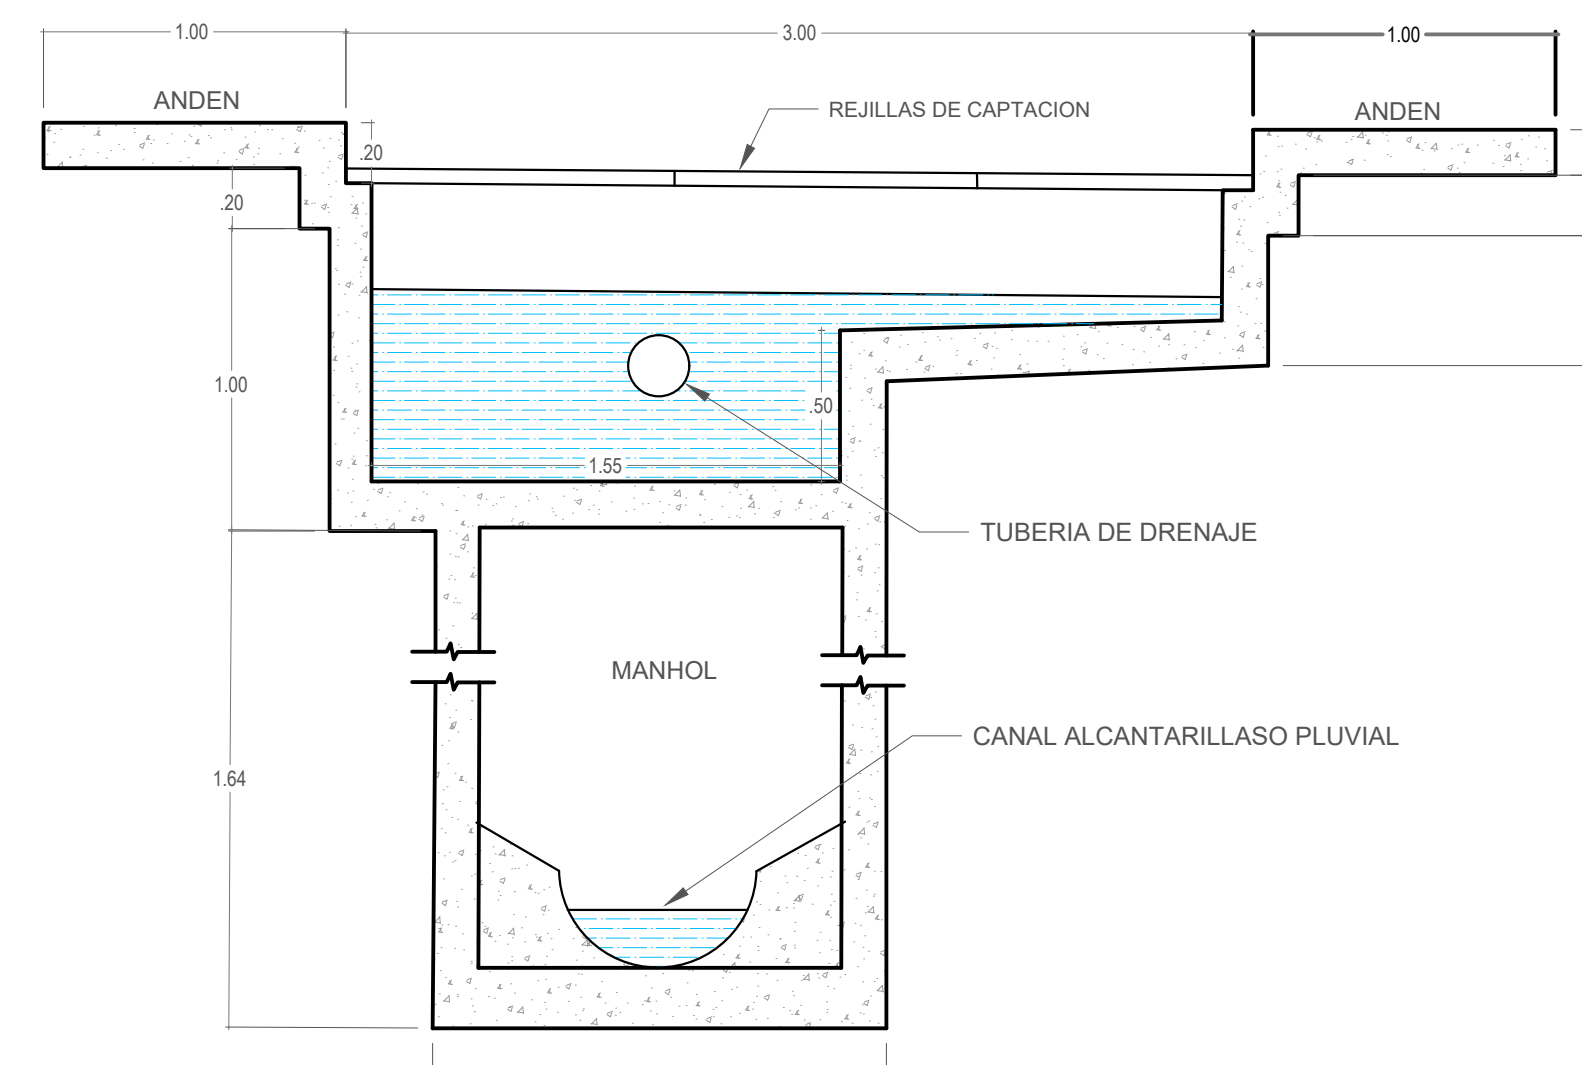 1.00
3.00
1.00
ANDEN
REJILLAS DE CAPTACION
ANDEN
.20
.20
1.00
.50
1.55
TUBERIA DE DRENAJE
MANHOL
CANAL ALCANTARILLASO PLUVIAL
1.64